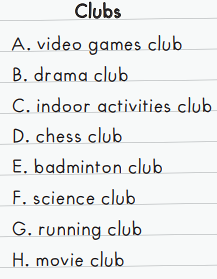 Clubs
A. video games club
B. drama club
C. indoor activities club
D. chess club
E. badminton club
F. science club
G. running club
H. movie club